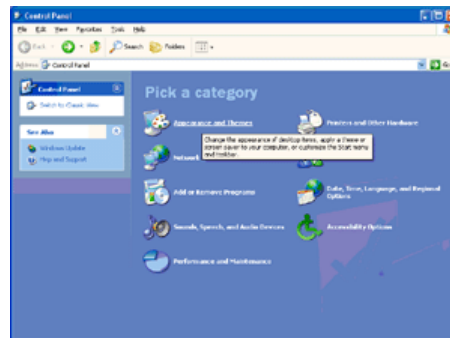 Control Panel
File Edit View Favorites Tools Help
Back Search Folders
Address Control Panel Go
Control Panel
Switch to Classic View
See Also
Windows Update
Help and Support
Pick a category
Appearance and Themes
Printers and Other Hardware
Change the appearance of desktop items, apply a theme or
screen saver to your computer, or customize the Start menu
and taskbar.
Network
Add or Remove Programs
Date, Time, Language, and Regional
Options
Sounds, Speech, and Audio Devices
Accessibility Options
Performance and Maintenance